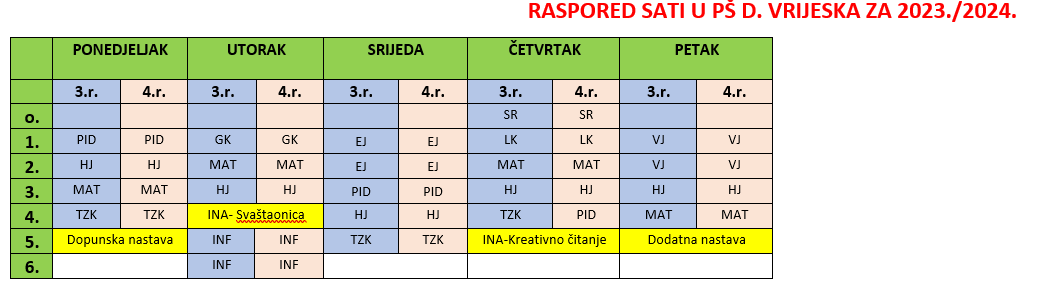 RASPORED SATI U PŠ D. VRIJESKA ZA 2023./2024.
PONEDJELJAK UTORAK SRIJEDA ČETVRTAK PETAK
3.r. 4.r. 3.r. 4.r. 3.r. 4.r. 3.r. 4.r. 3.r. 4.r.
o. SR SR
1. PID PID GK GK EJ EJ LK LK VJ VJ
2. HJ HJ MAT MAT EJ EJ MAT MAT VJ VJ
3. MAT MAT HJ HJ PID PID HJ HJ HJ HJ
4. TZK TZK INA- Svaštaonica HJ HJ TZK PID MAT MAT
5. Dopunska nastava INF INF TZK TZK INA-Kreativno čitanje Dodatna nastava
6. INF INF